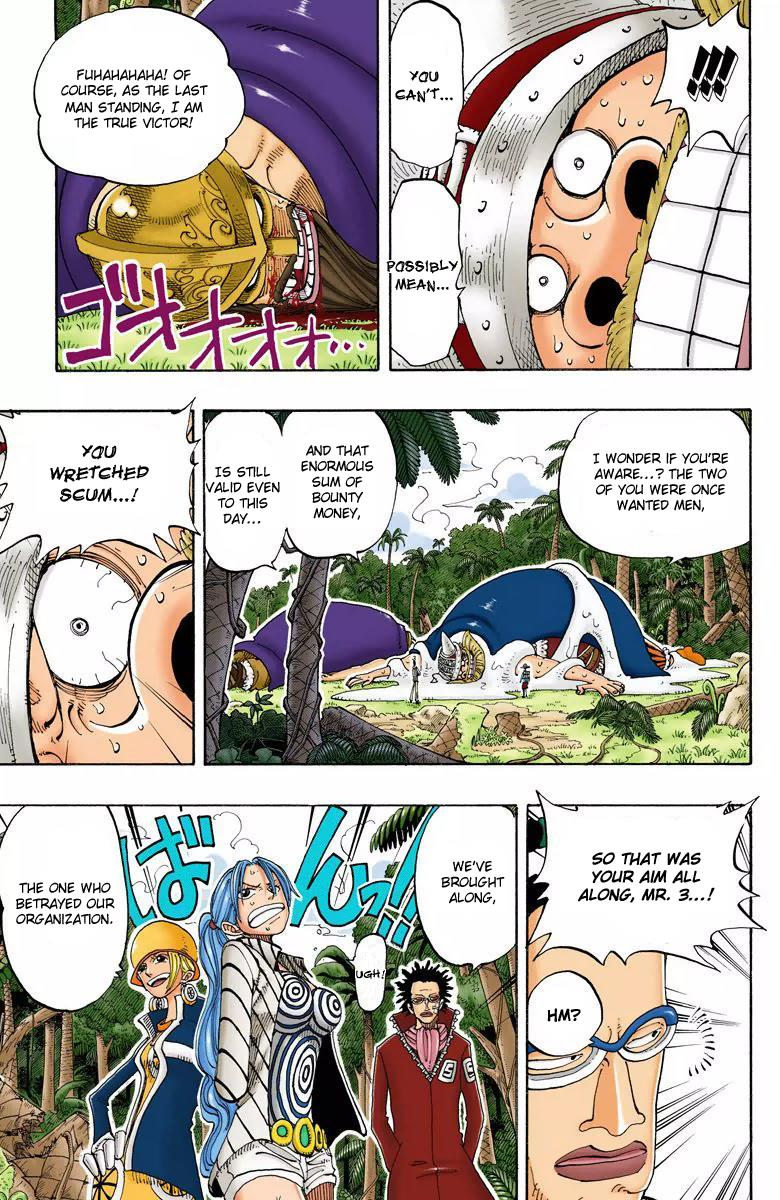 !!!!
YOU
CAN'T...
POSSIBLY
MEAN...
FUHAHAHAHA! OF
COURSE, AS THE LAST
MAN STANDING, I AM
THE TRUE VICTOR!
ゴオオオォォ...
I WONDER IF YOU'RE
AWARE...? THE TWO
OF YOU WERE ONCE
WANTED MEN,
AND THAT
ENORMOUS
SUM OF
BOUNTY
MONEY,
IS STILL
VALID EVEN
TO THIS
DAY...
YOU
WRETCHED
SCUM...!
SO THAT WAS
YOUR AIM ALL
ALONG, MR. 3...!
HM?
WE'VE
BROUGHT
ALONG,
UGH!
THE ONE WHO
BETRAYED OUR
ORGANIZATION.
ばんっ!!